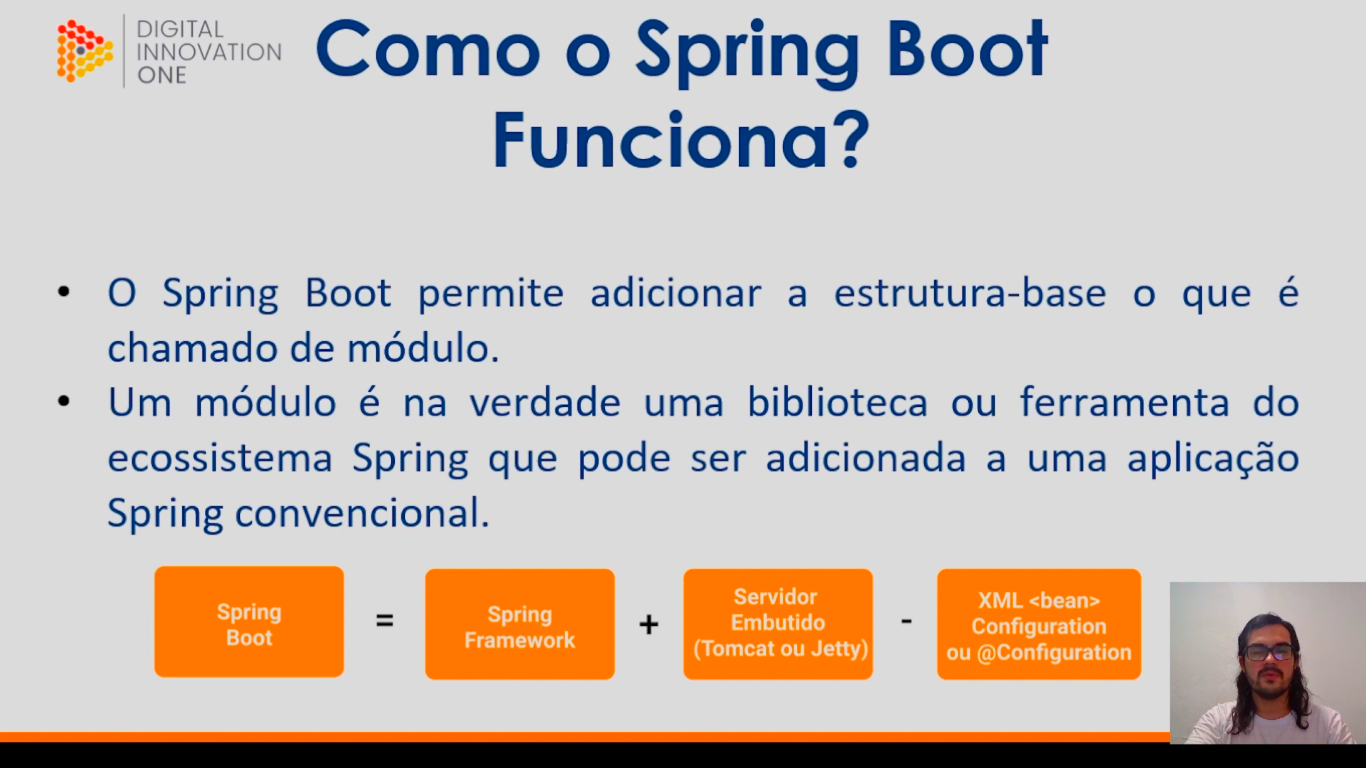 DIGITAL
INNOVATION
ONE
Como o Spring Boot
Funciona?
• O Spring Boot permite adicionar a estrutura-base o que é
chamado de módulo.
• Um módulo é na verdade uma biblioteca ou ferramenta do
ecossistema Spring que pode ser adicionada a uma aplicação
Spring convencional.
Spring
Boot
=
Spring
Framework
+
Servidor
Embutido
(Tomcat ou Jetty)
-
XML <bean>
Configuration
ou @Configuration